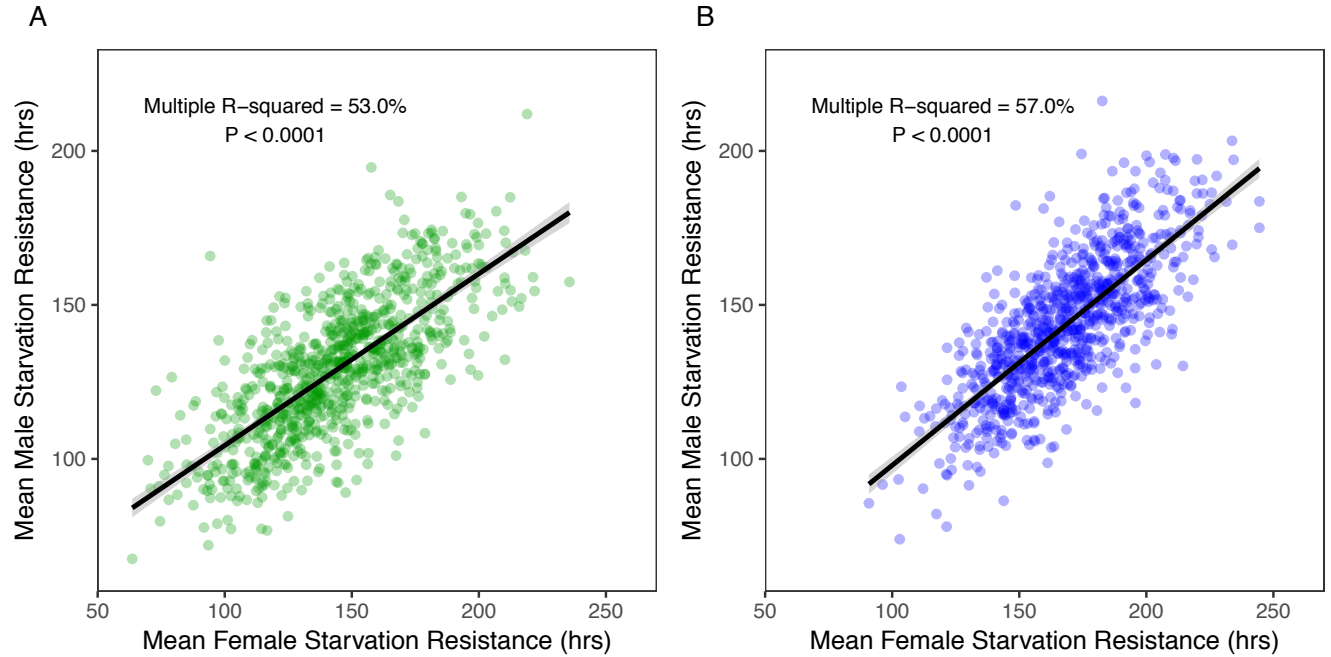 A
Multiple R−squared = 53.0%
P < 0.0001
200
150
100
50
100
150
200
250
Mean Male Starvation Resistance (hrs)
Mean Female Starvation Resistance (hrs)
B
Multiple R−squared = 57.0%
P < 0.0001
200
150
100
50
100
150
200
250
Mean Male Starvation Resistance (hrs)
Mean Female Starvation Resistance (hrs)